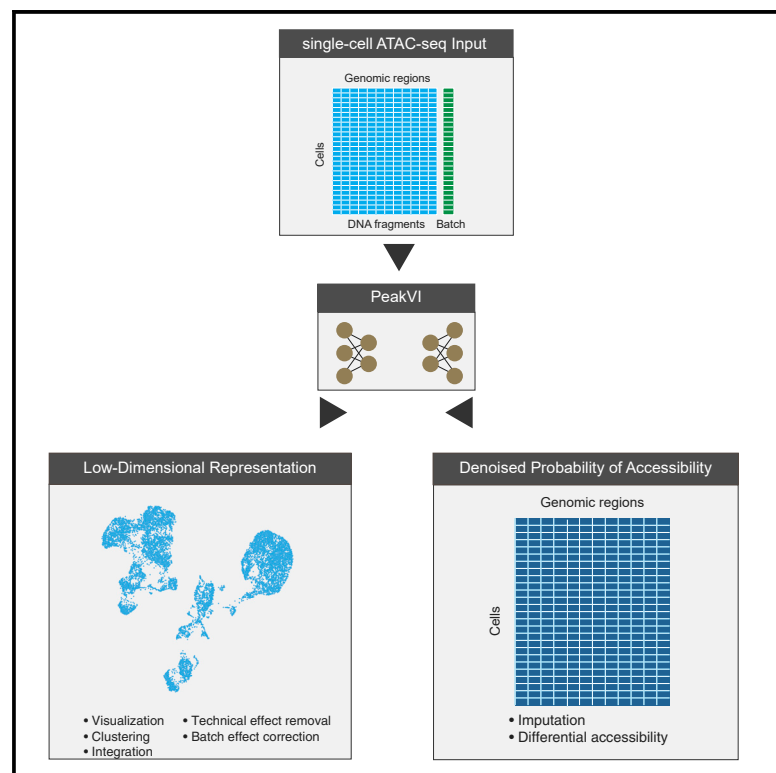 single-cell ATAC-seq Input
Genomic regions
Cells
DNA fragments Batch
PeakVI
Low-Dimensional Representation
• Visualization
• Clustering
• Integration
• Technical effect removal
• Batch effect correction
Denoised Probability of Accessibility
Genomic regions
Cells
• Imputation
• Differential accessibility